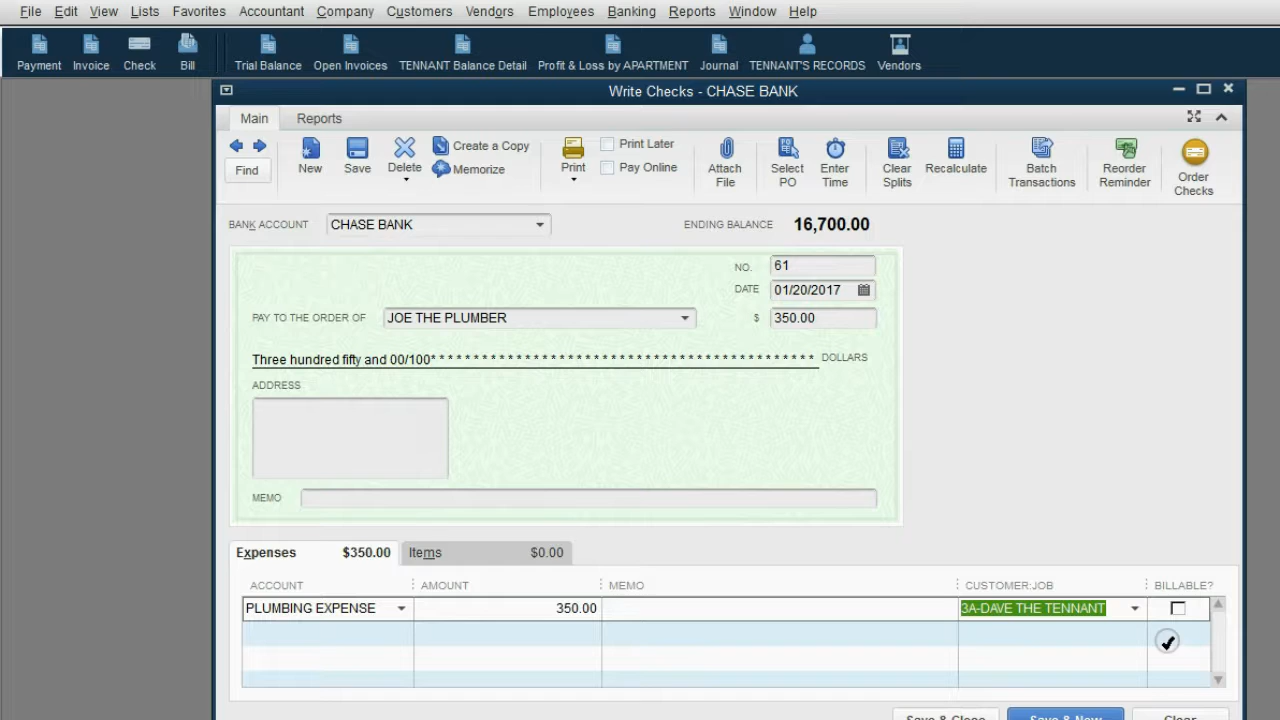 File Edit View Lists Favorites Accountant Company Customers Vendors Employees Banking Reports Window Help
Payment Invoice Check Bill Trial Balance Open Invoices TENNANT Balance Detail Profit & Loss by APARTMENT Journal TENNANT'S RECORDS Vendors
Write Checks - CHASE BANK
Main Reports
Find New Save Delete Create a Copy Memorize Print Print Later Pay Online Attach File Select PO Enter Time Clear Splits Recalculate Batch Transactions Reorder Reminder Order Checks
BANK ACCOUNT CHASE BANK ENDING BALANCE 16,700.00
NO. 61
DATE 01/20/2017
PAY TO THE ORDER OF JOE THE PLUMBER $ 350.00
Three hundred fifty and 00/100* * * * * * * * * * * * * * * * * * * * * * * * * * * * * * * * * * * * * * * * * * DOLLARS
ADDRESS
MEMO
Expenses $350.00 Items $0.00
ACCOUNT AMOUNT MEMO CUSTOMER:JOB BILLABLE?
PLUMBING EXPENSE 350.00 3A-DAVE THE TENNANT
Save & Close Save & New Clear